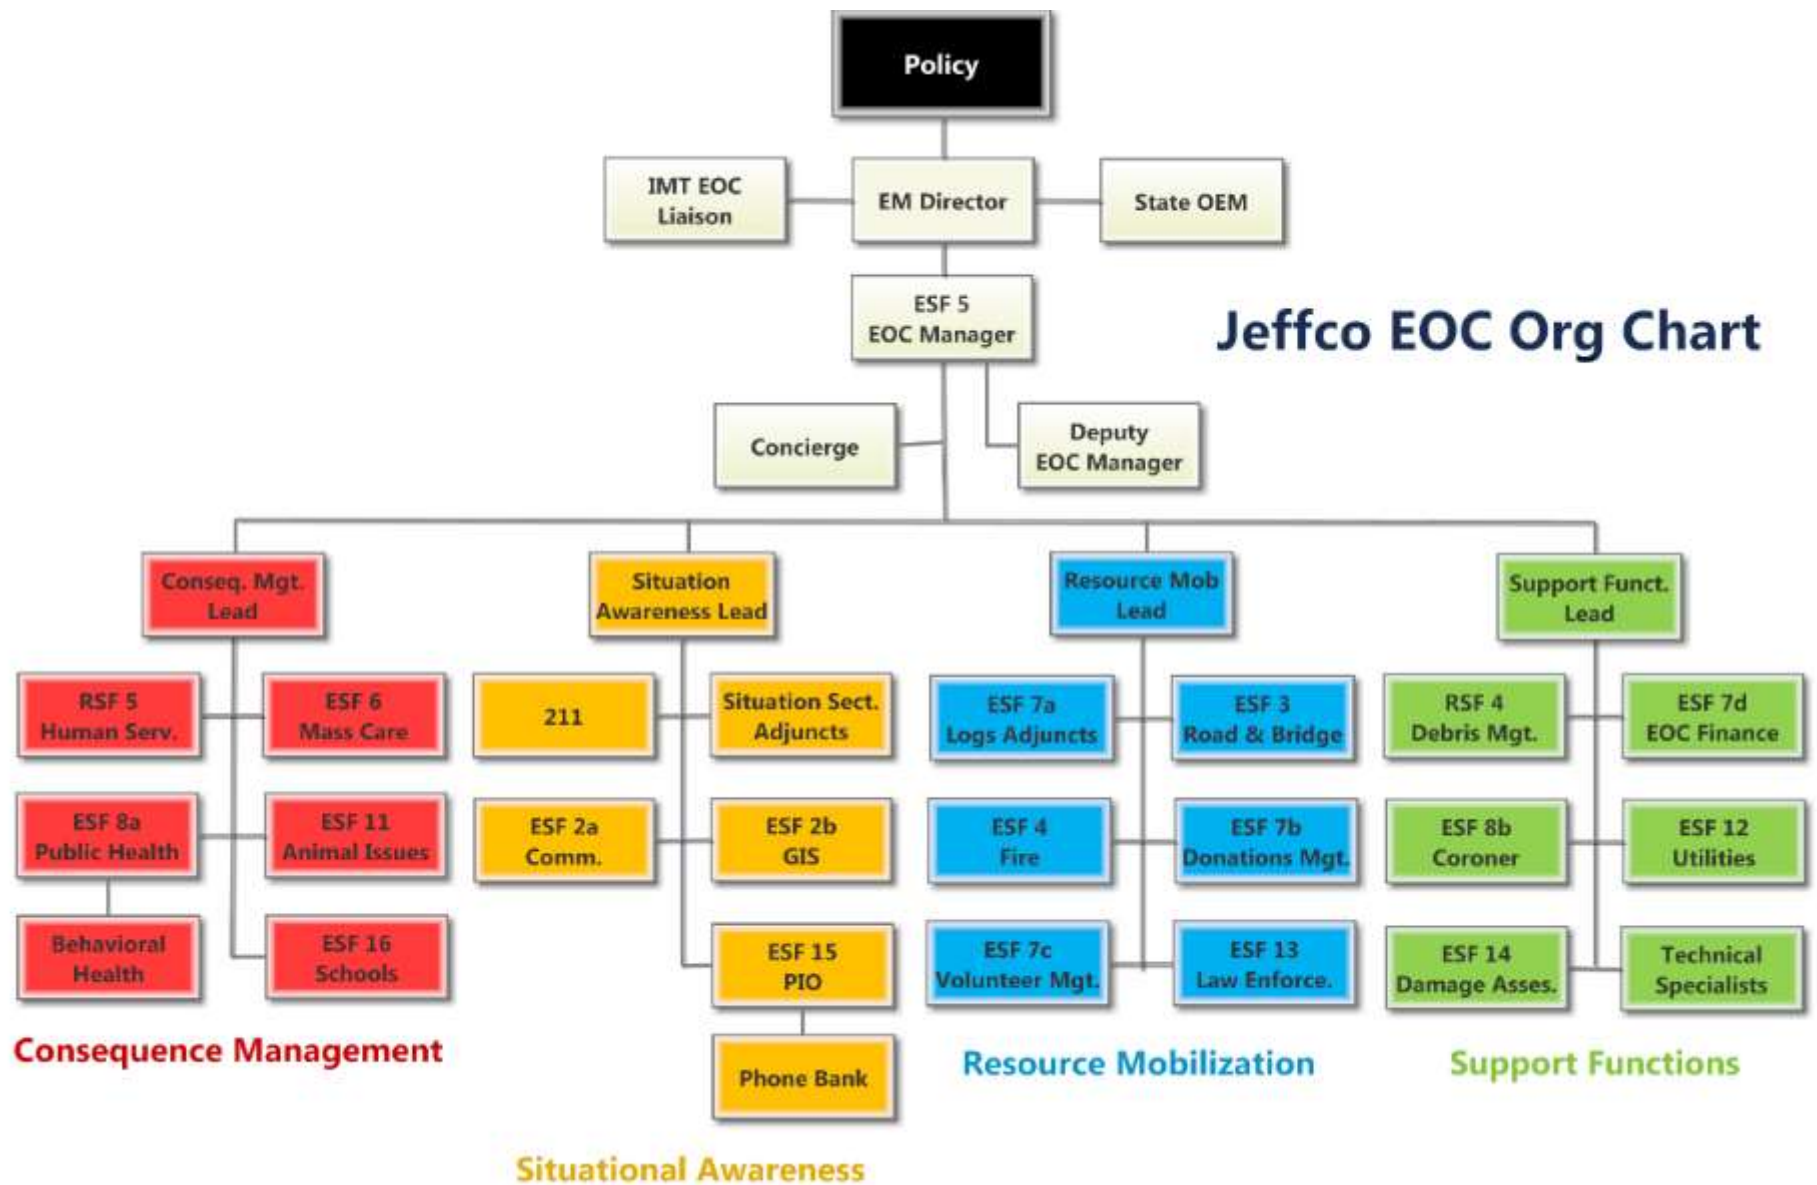 Policy
IMT EOC
Liaison
EM Director
State OEM
ESF 5
EOC Manager
Jeffco EOC Org Chart
Concierge
Deputy
EOC Manager
Conseq. Mgt.
Lead
Situation
Awareness Lead
Resource Mob
Lead
Support Funct.
Lead
RSF 5
Human Serv.
ESF 6
Mass Care
211
Situation Sect.
Adjuncts
ESF 7a
Logs Adjuncts
ESF 3
Road & Bridge
RSF 4
Debris Mgt.
ESF 7d
EOC Finance
ESF 8a
Public Health
ESF 11
Animal Issues
ESF 2a
Comm.
ESF 2b
GIS
ESF 4
Fire
ESF 7b
Donations Mgt.
ESF 8b
Coroner
ESF 12
Utilities
Behavioral
Health
ESF 16
Schools
ESF 15
PIO
ESF 7c
Volunteer Mgt.
ESF 13
Law Enforce.
ESF 14
Damage Asses.
Technical
Specialists
Consequence Management
Phone Bank
Resource Mobilization
Support Functions
Situational Awareness